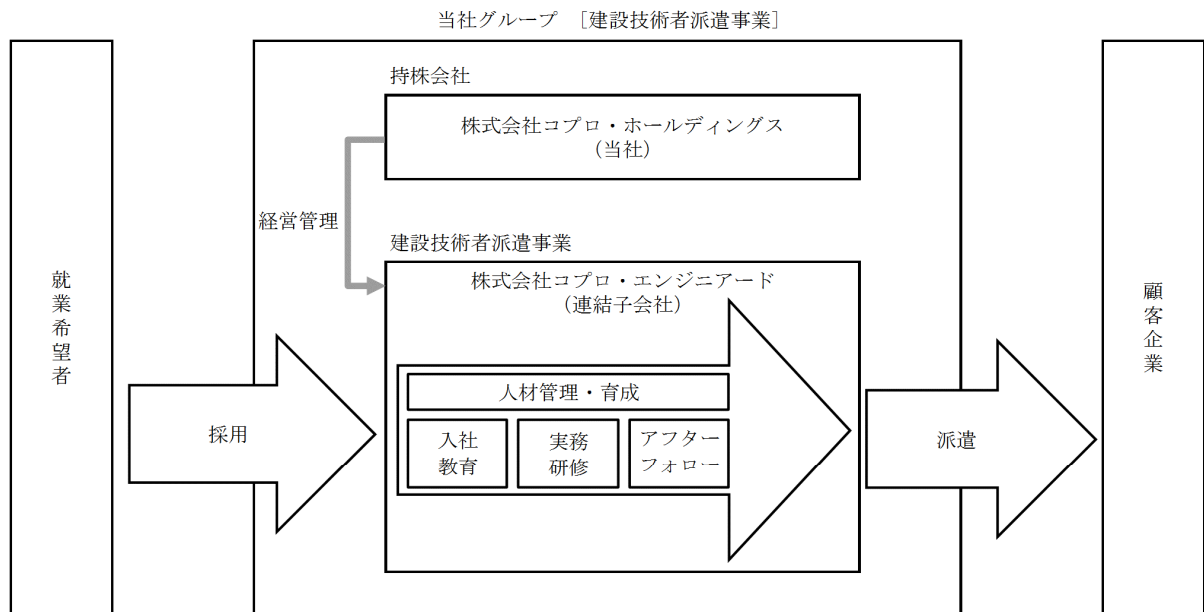 当社グループ ［建設技術者派遣事業］
持株会社
株式会社コプロ・ホールディングス
（当社）
経営管理
建設技術者派遣事業
株式会社コプロ・エンジニアード
（連結子会社）
就業希望者
採用
人材管理・育成
入社
教育
実務
研修
アフター
フォロー
派遣
顧客企業